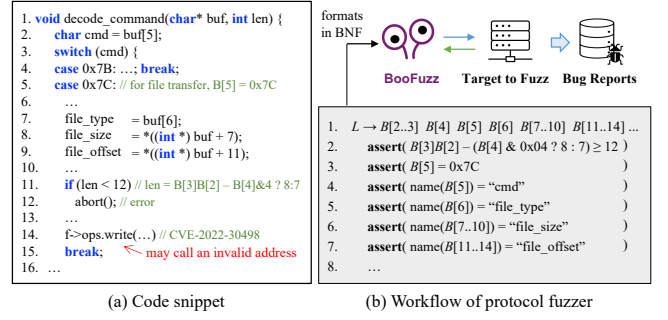 1. void decode_command(char* buf, int len) {
2. char cmd = buf[5];
3. switch (cmd) {
4. case 0x7B: …; break;
5. case 0x7C: // for file transfer, B[5] = 0x7C
6. …
7. file_type = buf[6];
8. file_size = *((int *) buf + 7);
9. file_offset = *((int *) buf + 11);
10. …
11. if (len < 12) // len = B[3]B[2] – B[4]&4 ? 8:7
12. abort(); // error
13. …
14. f->ops.write(…) // CVE-2022-30498
15. break; may call an invalid address
16. …
(a) Code snippet
formats
in BNF
BooFuzz Target to Fuzz Bug Reports
1. L → B[2..3] B[4] B[5] B[6] B[7..10] B[11..14] ...
2. assert( B[3]B[2] – (B[4] & 0x04 ? 8 : 7) ≥ 12 )
3. assert( B[5] = 0x7C )
4. assert( name(B[5]) = “cmd” )
5. assert( name(B[6]) = “file_type” )
6. assert( name(B[7..10]) = “file_size” )
7. assert( name(B[11..14]) = “file_offset” )
8. …
(b) Workflow of protocol fuzzer